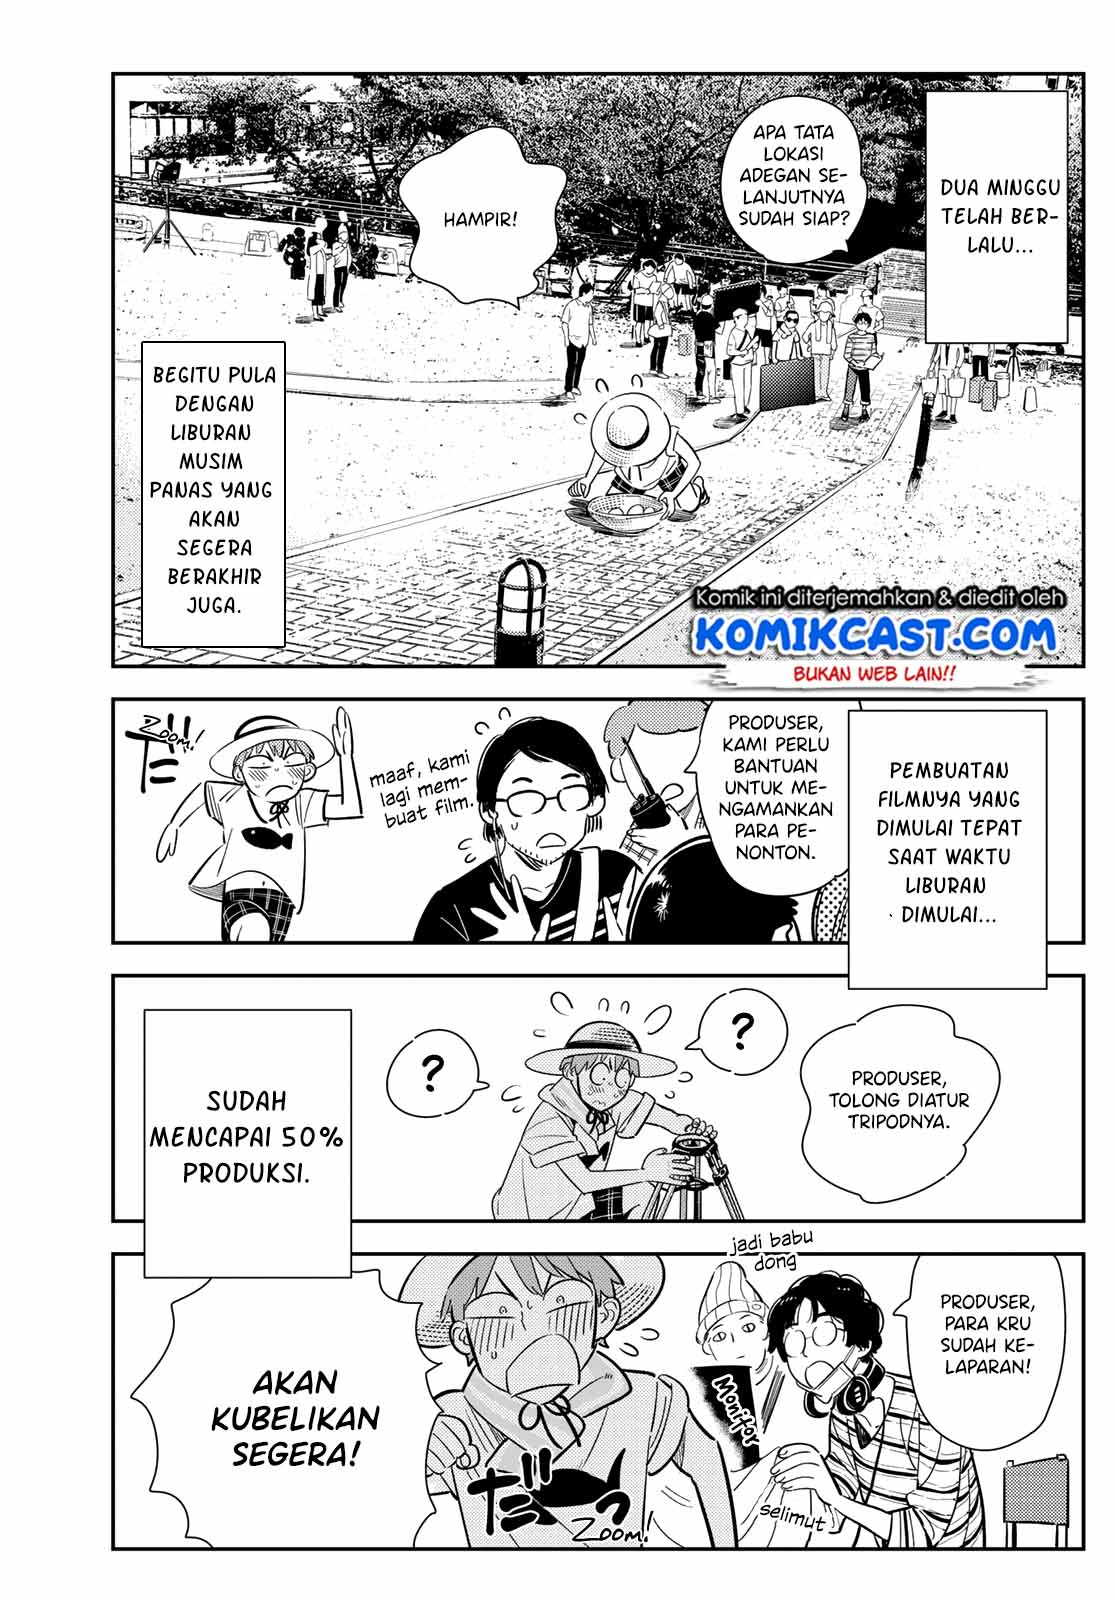 DUA MINGGU
TELAH BER-
LALU...
APA TATA
LOKASI
ADEGAN SE-
LANJUTNYA
SUDAH SIAP?
HAMPIR!
BEGITU PULA
DENGAN
LIBURAN
MUSIM
PANAS YANG
AKAN
SEGERA
BERAKHIR
JUGA.
Komik ini diterjemahkan & diedit oleh
KOMIKCAST.COM
BUKAN WEB LAIN!!
PEMBUATAN
FILMNYA YANG
DIMULAI TEPAT
SAAT WAKTU
LIBURAN
DIMULAI...
PRODUSER,
KAMI PERLU
BANTUAN
UNTUK ME-
NGAMANKAN
PARA PE-
NONTON.
maaf, kami
lagi mem-
buat film.
ZOOM!
だっ
PRODUSER,
TOLONG DIATUR
TRIPODNYA.
?
?
SUDAH
MENCAPAI 50%
PRODUKSI.
PRODUSER,
PARA KRU
SUDAH KE-
LAPARAN!
jadi babu
dong
Monitor
selimut
だっ
ZOOM!
AKAN
KUBELIKAN
SEGERA!